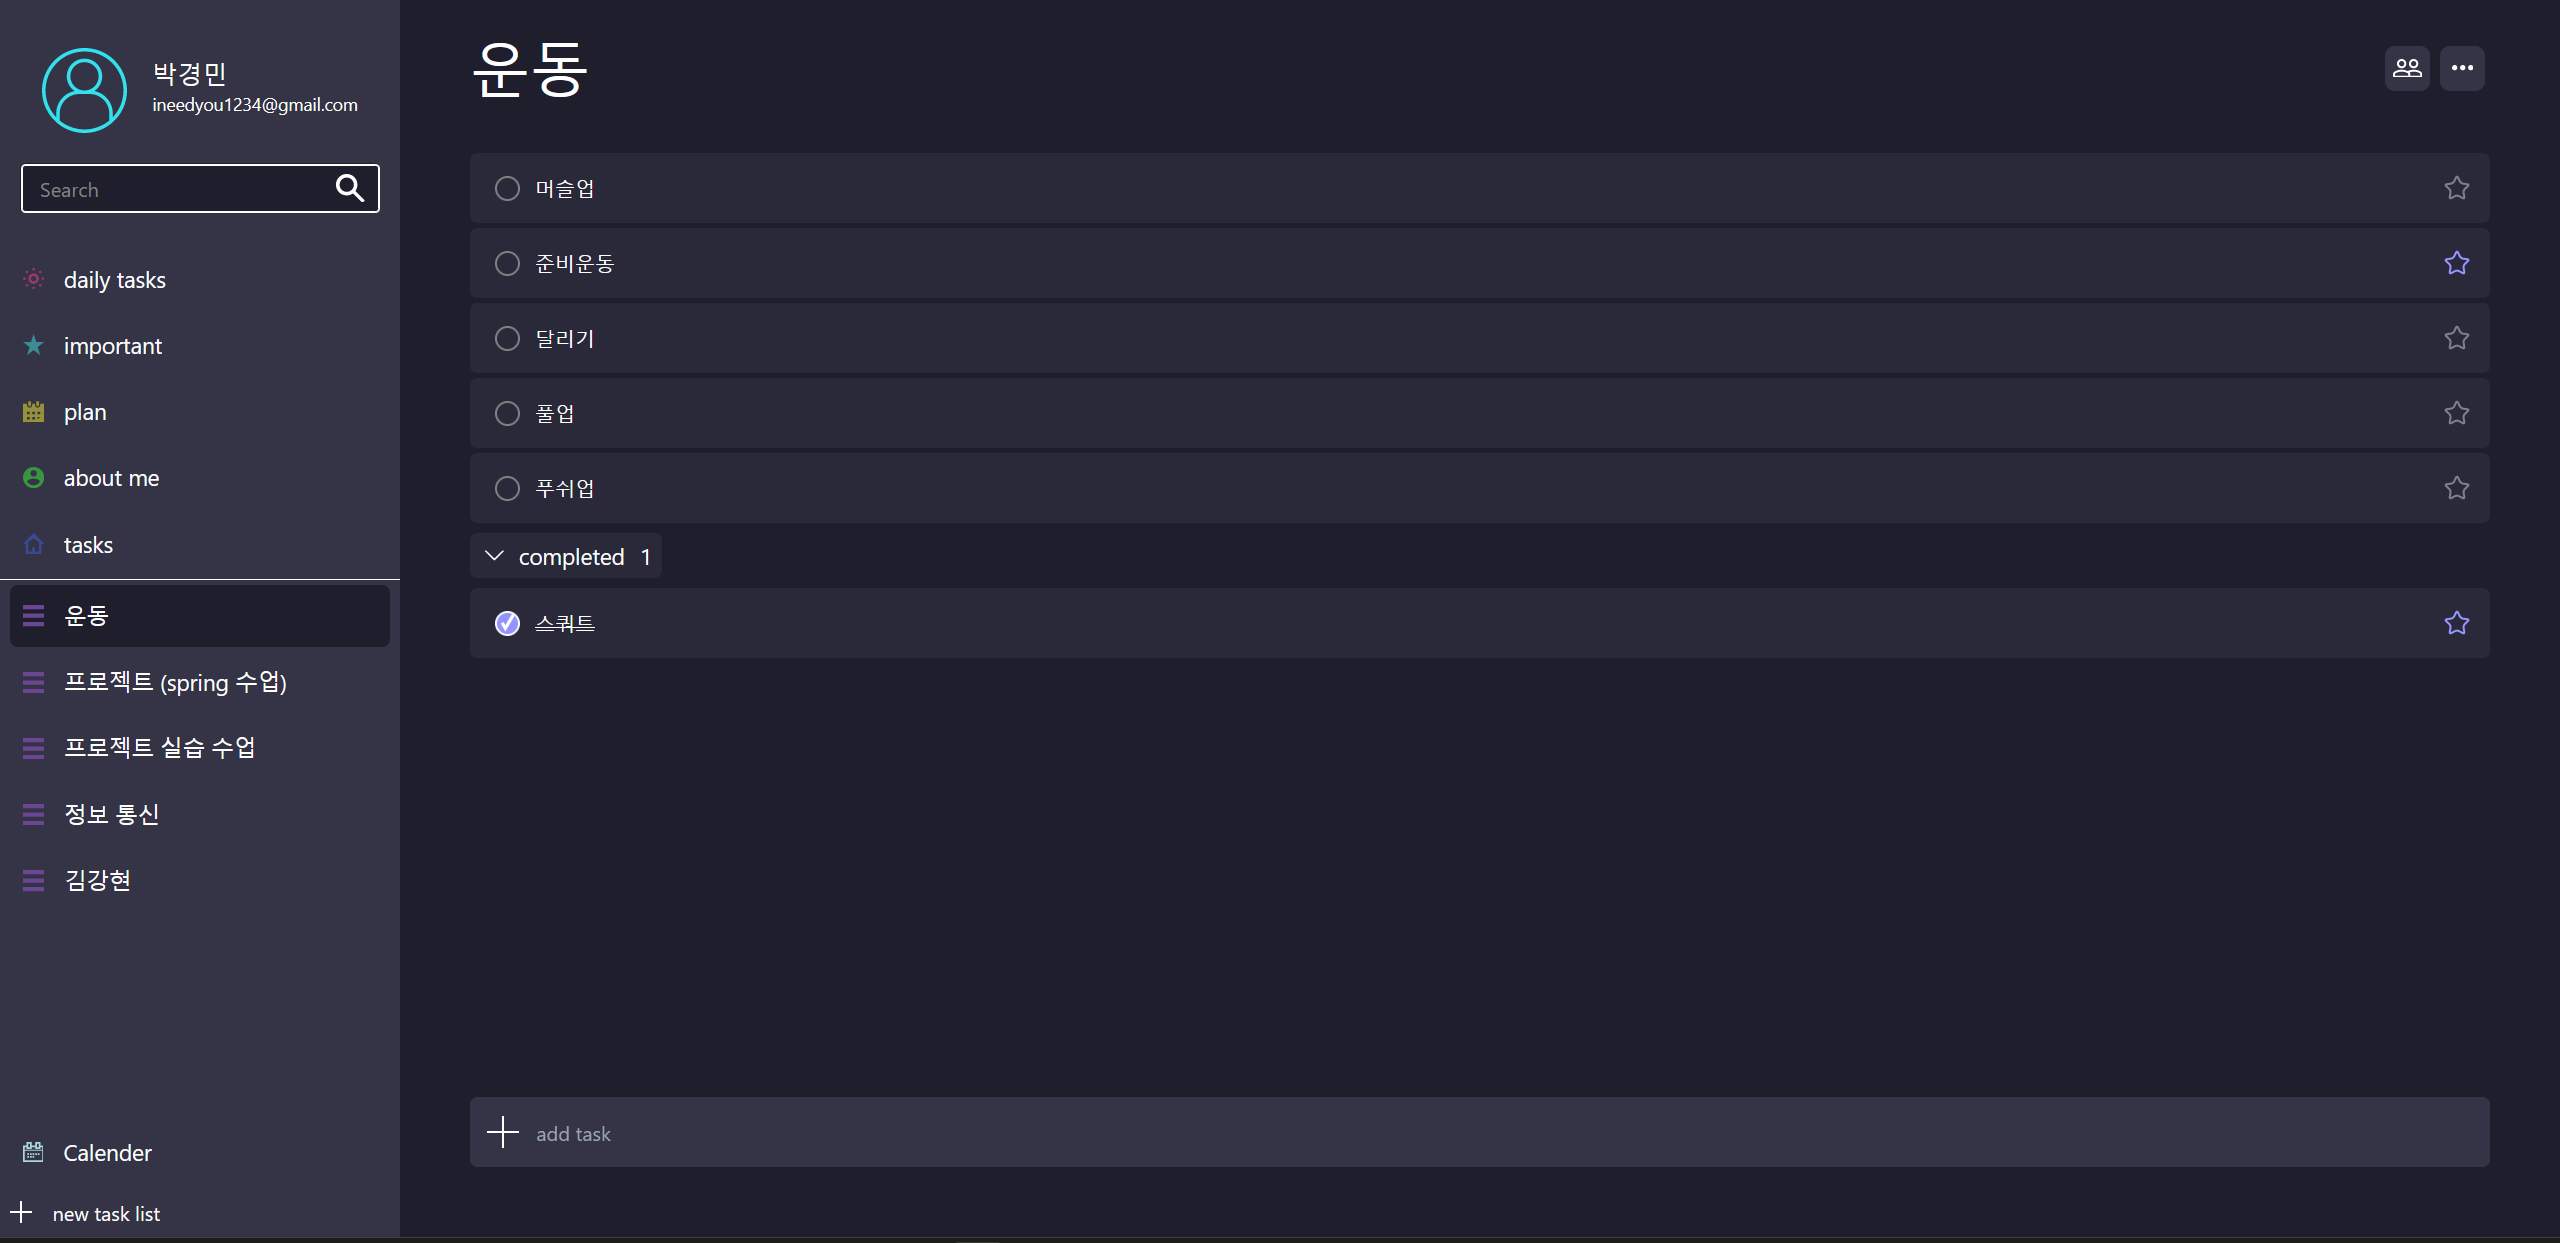 박경민
ineedyou1234@gmail.com
Search
daily tasks
important
plan
about me
tasks
운동
프로젝트 (spring 수업)
프로젝트 실습 수업
정보 통신
김강현
Calender
new task list
운동
머슬업
준비운동
달리기
풀업
푸쉬업
completed 1
스쿼트
add task